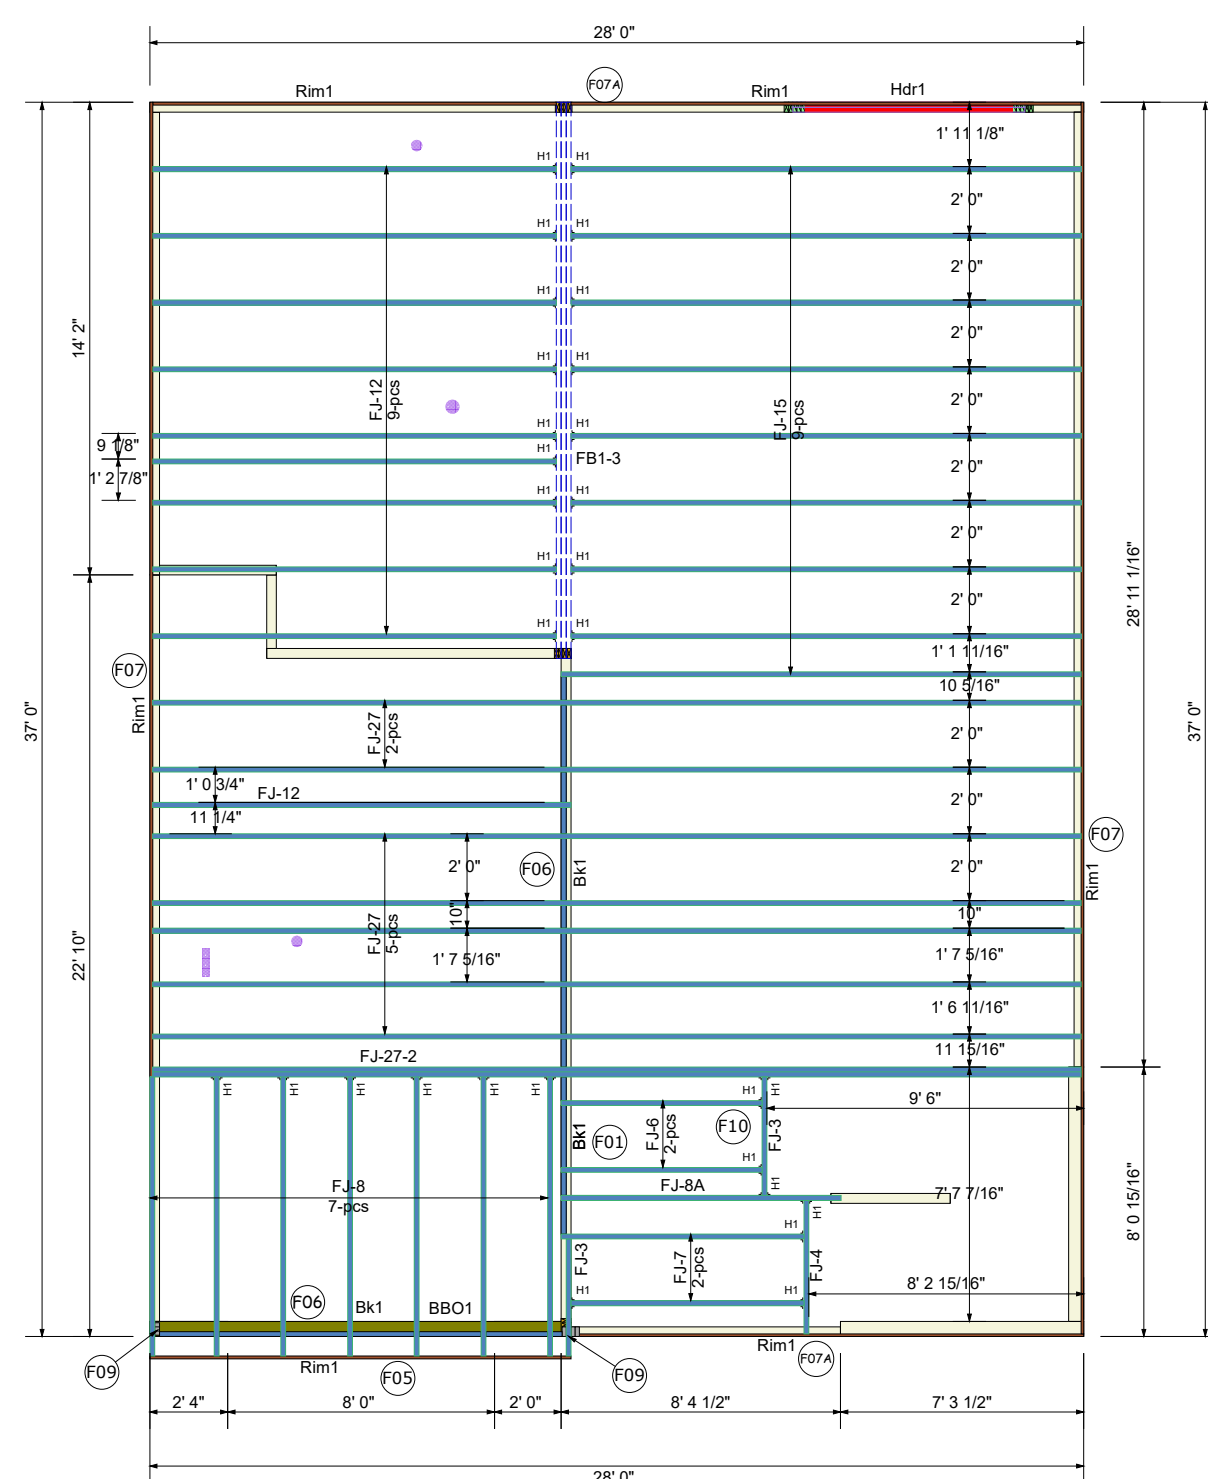 28' 0"
F07A
Rim1
Rim1
Hdr1
1' 11 1/8"
H1
H1
2' 0"
H1
H1
2' 0"
H1
H1
2' 0"
14' 2"
H1
H1
FJ-12
9-pcs
FJ-15
9-pcs
2' 0"
H1
H1
9 1/8"
H1
FB1-3
2' 0"
1' 2 7/8"
H1
H1
2' 0"
28' 11 1/16"
H1
H1
2' 0"
H1
H1
1' 1 11/16"
F07
10 5/16"
Rim1
37' 0"
37' 0"
FJ-27
2-pcs
2' 0"
1' 0 3/4"
FJ-12
2' 0"
11 1/4"
F07
2' 0"
F06
Bk1
2' 0"
Rim1
10"
10"
FJ-27
5-pcs
22' 10"
1' 7 5/16"
1' 7 5/16"
1' 6 11/16"
FJ-27-2
11 15/16"
H1
H1
H1
H1
H1
H1
H1
H1
9' 6"
Bk1
F01
FJ-6
2-pcs
F10
FJ-3
H1
H1
FJ-8
7-pcs
FJ-8A
7' 7 7/16"
8' 0 15/16"
H1
H1
FJ-3
FJ-7
2-pcs
FJ-4
H1
H1
8' 2 15/16"
F06
Bk1
BBO1
Rim1
F07A
F09
Rim1
F05
F09
2' 4"
8' 0"
2' 0"
8' 4 1/2"
7' 3 1/2"
28' 0"